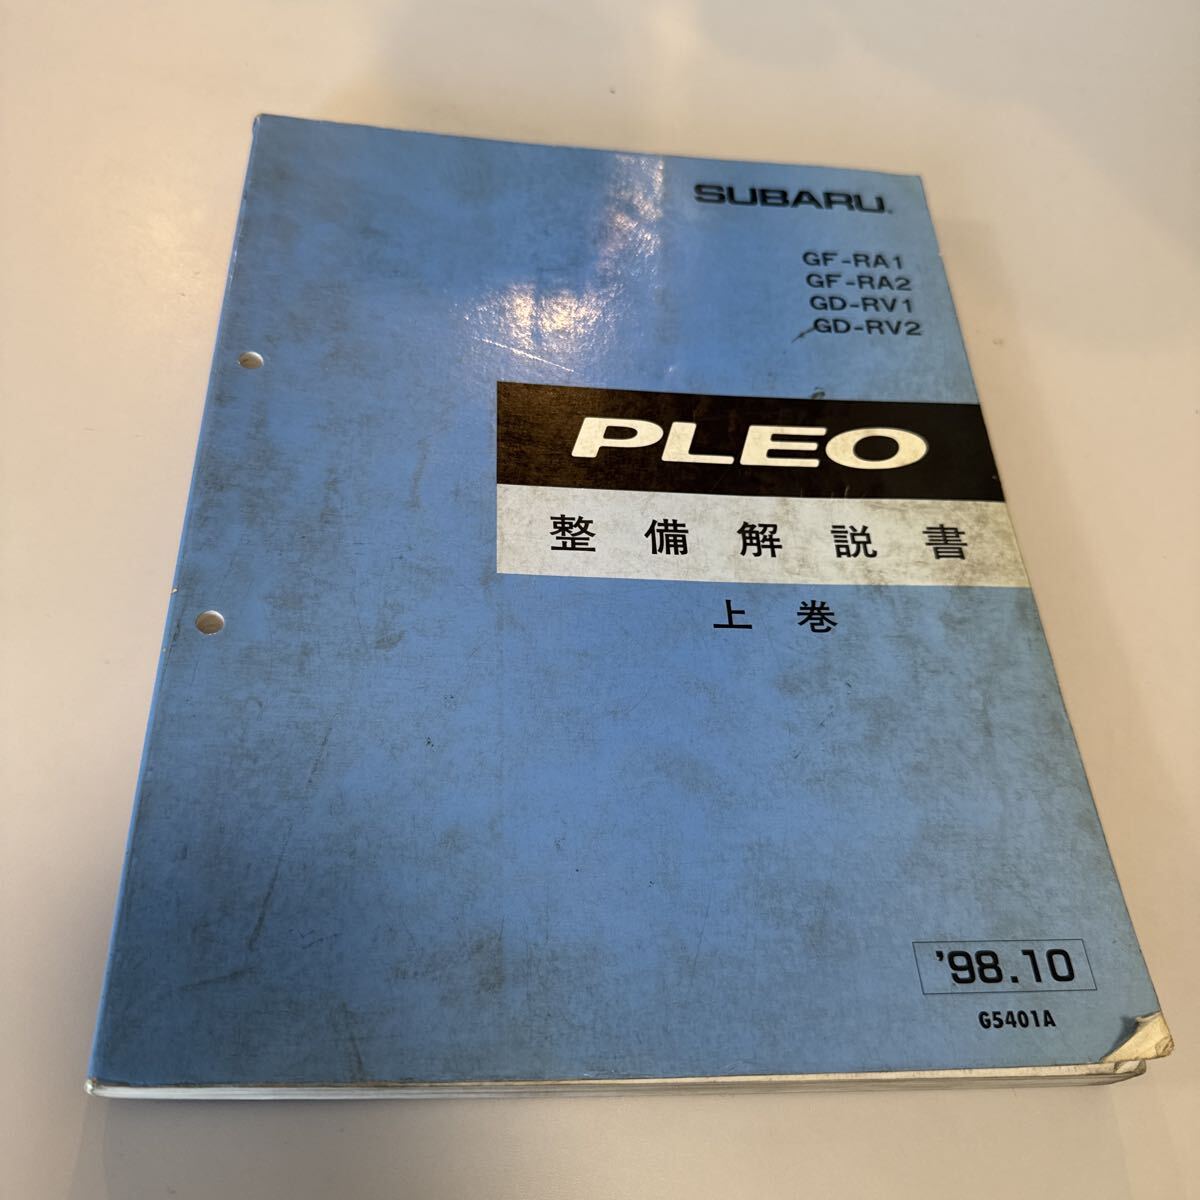 SUBARU
GF-RA1
GF-RA2
GD-RV1
GD-RV2
PLEO
整備解説書
上巻
'98.10
G5401A